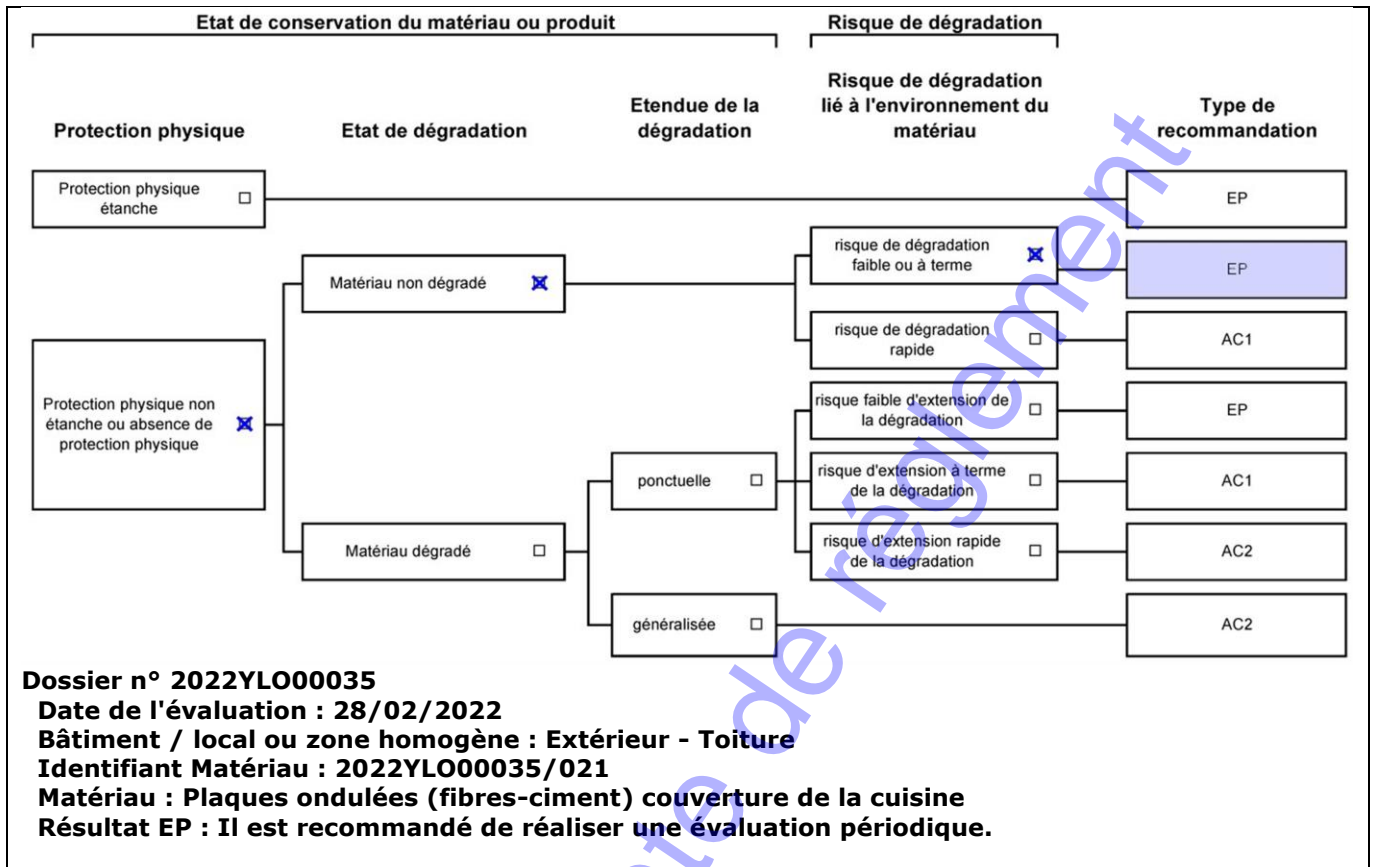 Etat de conservation du matériau ou produit
Risque de dégradation
Protection physique
Etat de dégradation
Etendue de la
dégradation
Risque de dégradation
lié à l'environnement du
matériau
Type de
recommandation
Protection physique
étanche
EP
risque de dégradation
faible ou à terme
EP
Matériau non dégradé
risque de dégradation
rapide
AC1
Protection physique non
étanche ou absence de
protection physique
risque faible d'extension de
la dégradation
EP
ponctuelle
risque d'extension à terme
de la dégradation
AC1
Matériau dégradé
risque d'extension rapide
de la dégradation
AC2
généralisée
AC2
Dossier n° 2022YLO00035
Date de l'évaluation : 28/02/2022
Bâtiment / local ou zone homogène : Extérieur - Toiture
Identifiant Matériau : 2022YLO00035/021
Matériau : Plaques ondulées (fibres-ciment) couverture de la cuisine
Résultat EP : Il est recommandé de réaliser une évaluation périodique.
nte de réglement